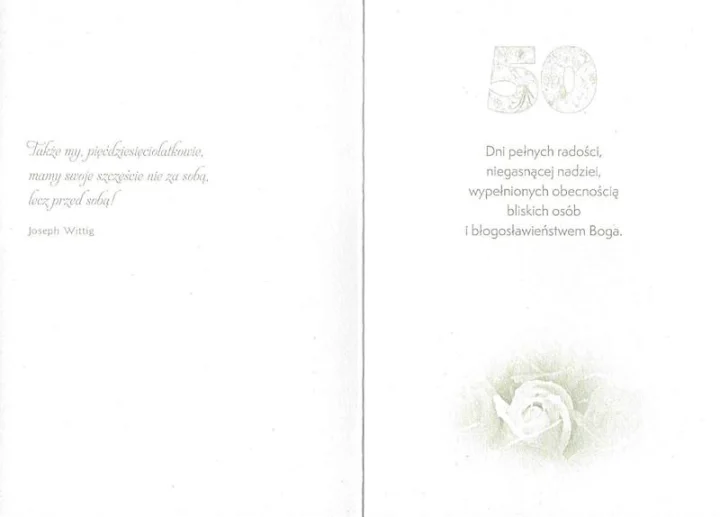 Także my, pięćdziesięciolatkowie,
mamy swoje szczęście nie za sobą,
lecz przed sobą!
Joseph Wittig
50
Dni pełnych radości,
niegasnącej nadziei,
wypełnionych obecnością
bliskich osób
i błogosławieństwem Boga.